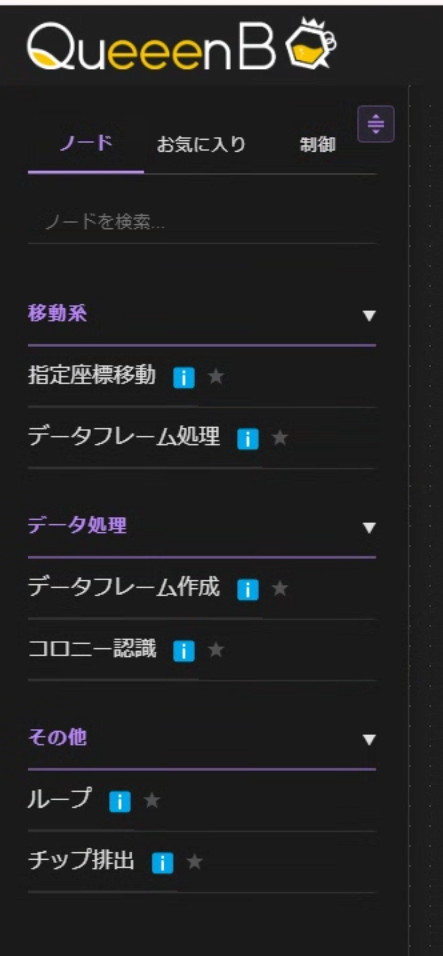 QueeenB
ノード お気に入り 制御
ノードを検索...
移動系 ▼
指定座標移動 i ★
データフレーム処理 i ★
データ処理 ▼
データフレーム作成 i ★
コロニー認識 i ★
その他 ▼
ループ i ★
チップ排出 i ★